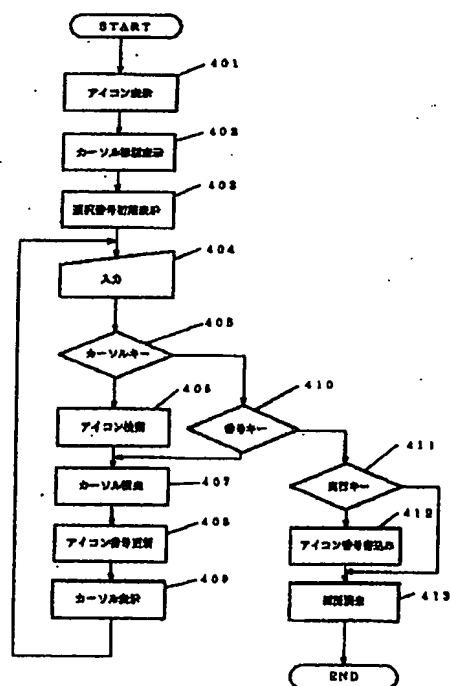 START
401
アイコン表示
402
カーソル初期表示
403
選択番号初期表示
404
入力
405
カーソルキー
406
410
アイコン検索
番号キー
411
407
カーソル消去
実行キー
408
412
アイコン番号更新
アイコン番号書込み
409
カーソル表示
413
画面消去
END